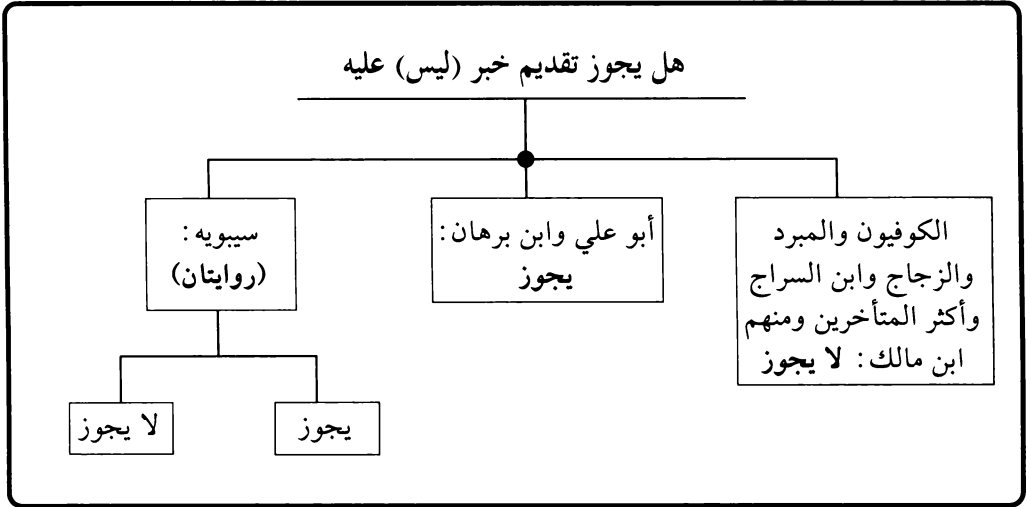 هل يجوز تقديم خبر (ليس) عليه
الكوفيون والمبرد
والزجاج وابن السراج
وأكثر المتأخرين ومنهم
ابن مالك: لا يجوز
أبو علي وابن برهان:
يجوز
سيبويه:
(روايتان)
يجوز
لا يجوز